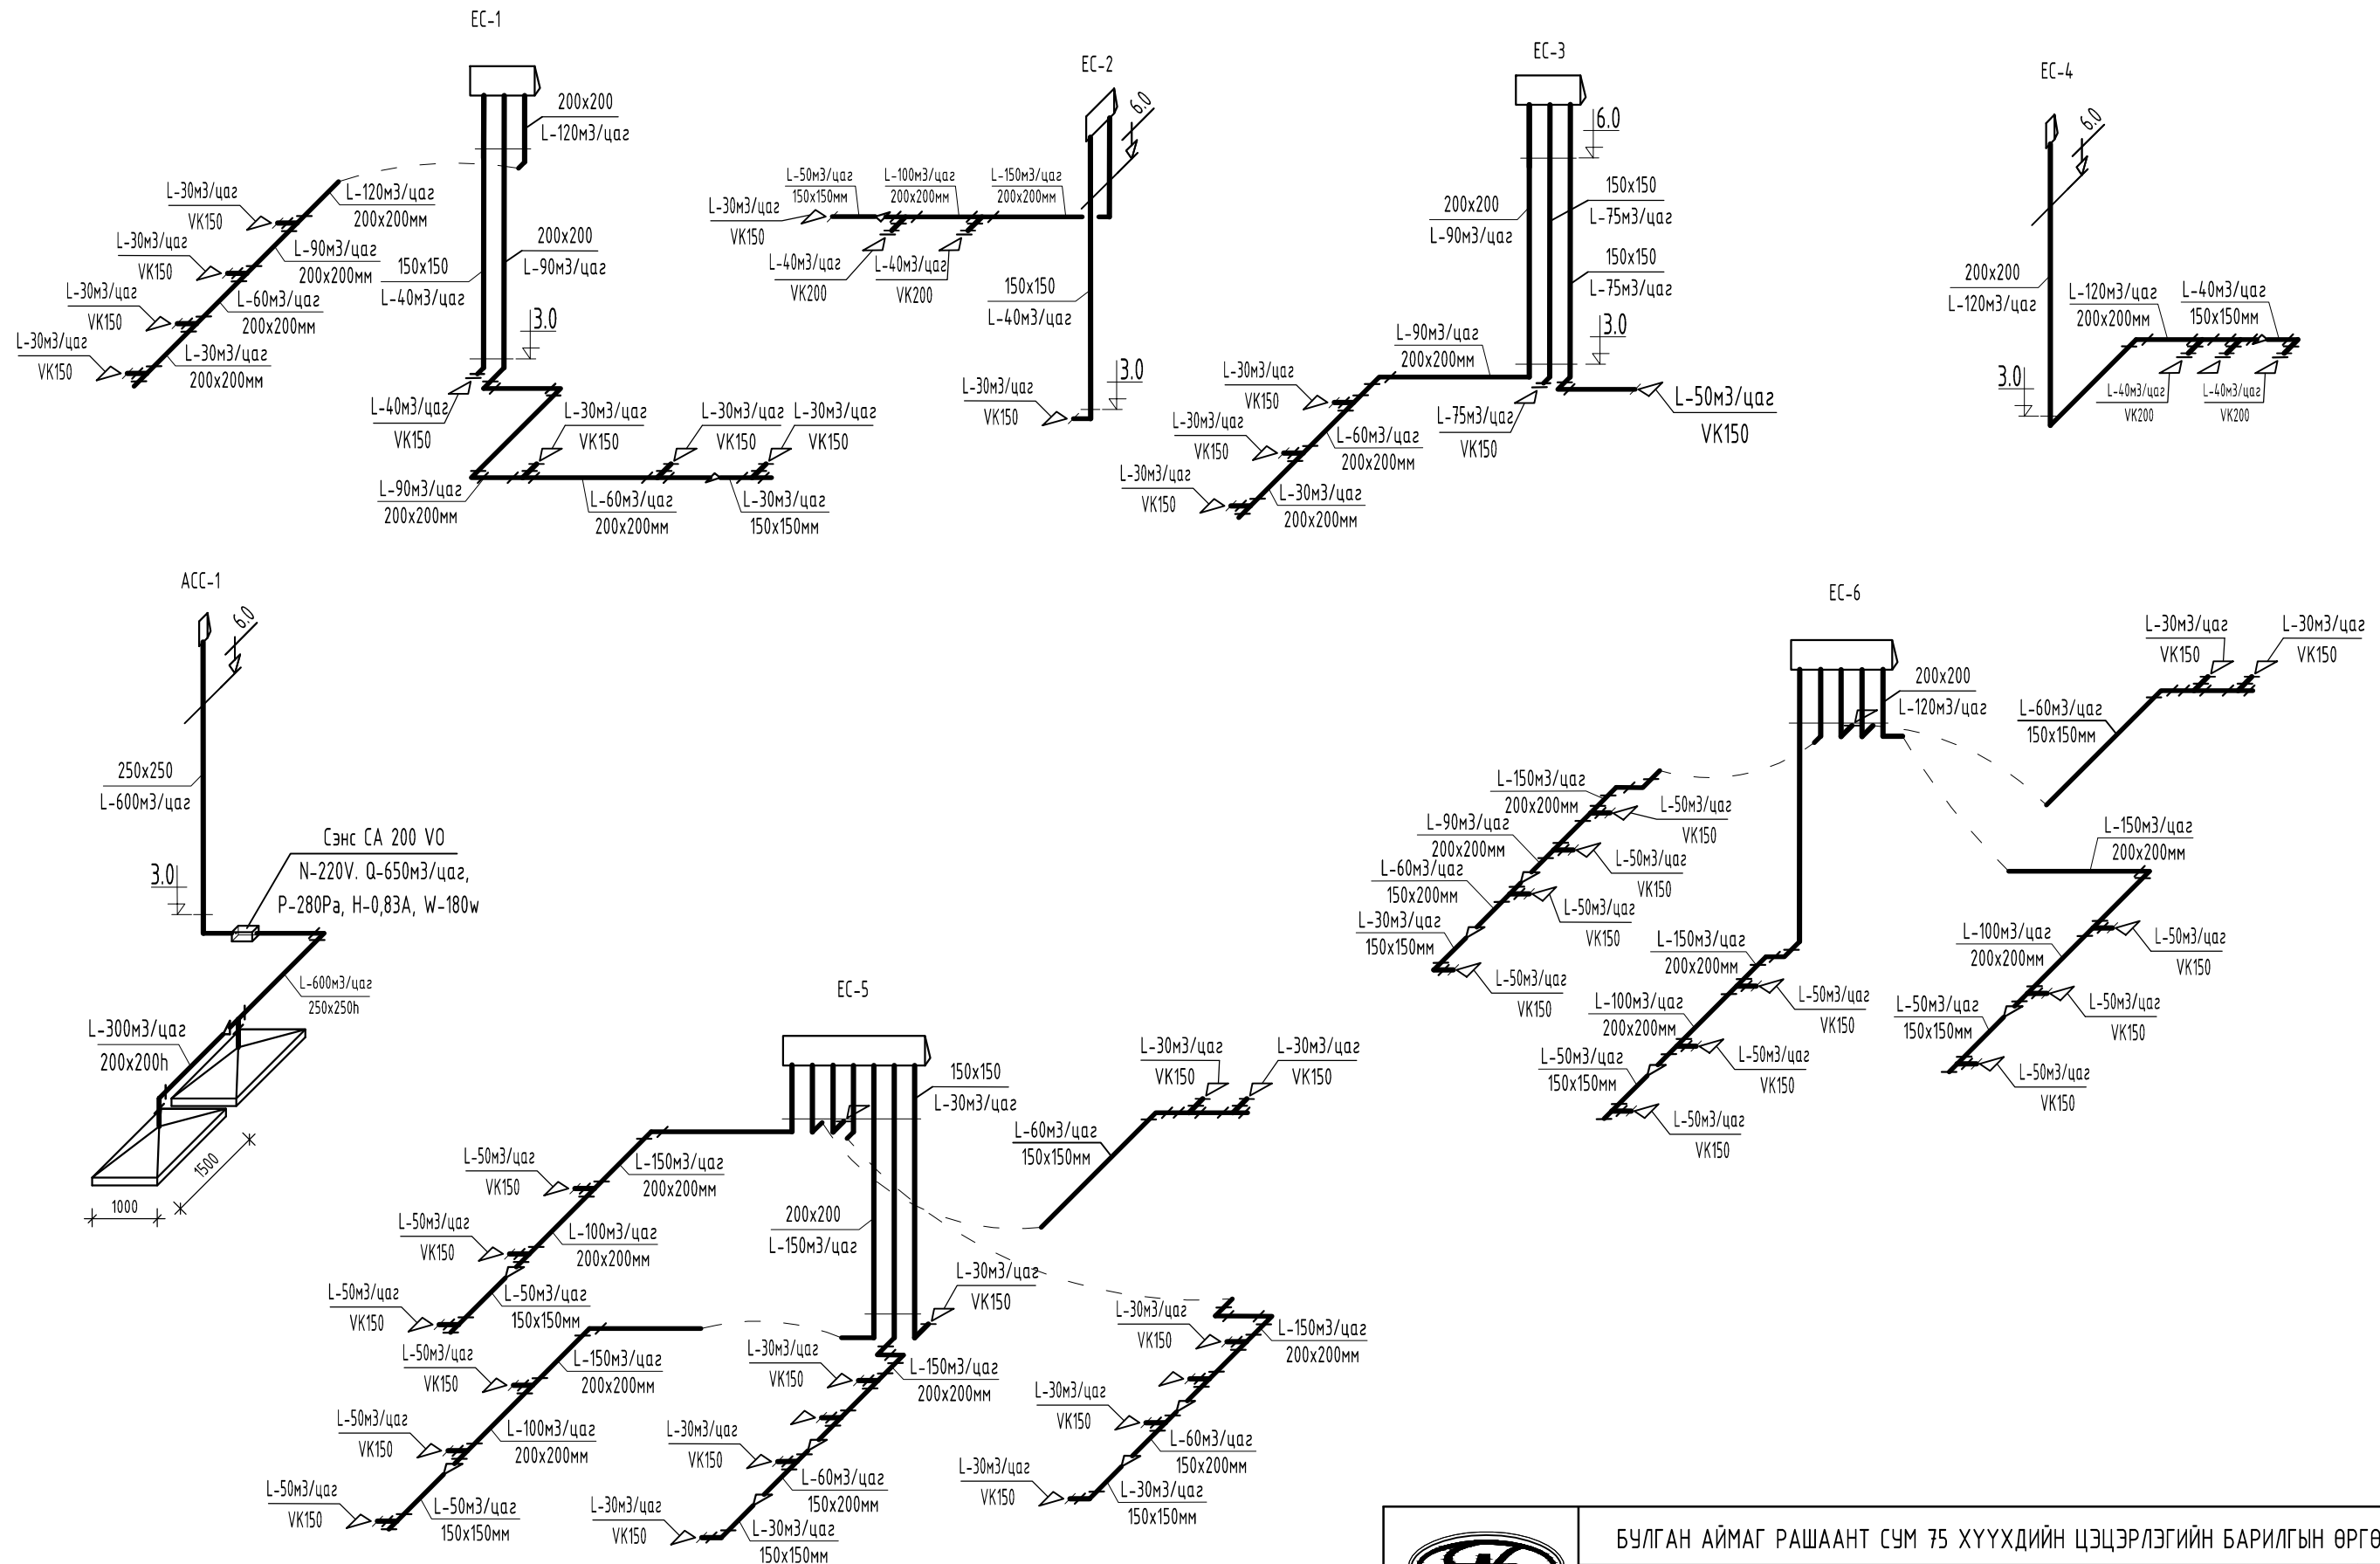 ЕС-1
200x200
L-120м3/цаг
L-30м3/цаг
VK150
L-120м3/цаг
200x200мм
L-30м3/цаг
VK150
L-90м3/цаг
200x200мм
L-30м3/цаг
VK150
L-60м3/цаг
200x200мм
L-30м3/цаг
VK150
L-30м3/цаг
200x200мм
150x150
L-40м3/цаг
200x200
L-90м3/цаг
3.0
L-40м3/цаг
VK150
L-30м3/цаг
VK150
L-30м3/цаг
VK150
L-30м3/цаг
VK150
L-90м3/цаг
200x200мм
L-60м3/цаг
200x200мм
L-30м3/цаг
150x150мм
ЕС-2
6.0
L-50м3/цаг
150x150мм
L-100м3/цаг
200x200мм
L-150м3/цаг
200x200мм
L-30м3/цаг
VK150
L-40м3/цаг
VK200
L-40м3/цаг
VK200
150x150
L-40м3/цаг
3.0
L-30м3/цаг
VK150
ЕС-3
6.0
200x200
L-90м3/цаг
150x150
L-75м3/цаг
150x150
L-75м3/цаг
3.0
L-90м3/цаг
200x200мм
L-30м3/цаг
VK150
L-30м3/цаг
VK150
L-60м3/цаг
200x200мм
L-30м3/цаг
VK150
L-30м3/цаг
200x200мм
L-75м3/цаг
VK150
L-50м3/цаг
VK150
ЕС-4
6.0
200x200
L-120м3/цаг
L-120м3/цаг
200x200мм
L-40м3/цаг
150x150мм
3.0
L-40м3/цаг
VK200
L-40м3/цаг
VK200
АСС-1
6.0
250x250
L-600м3/цаг
Сэнс СА 200 VO
N-220V. Q-650м3/цаг,
P-280Pa, H-0,83A, W-180w
3.0
L-600м3/цаг
250x250h
L-300м3/цаг
200x200h
1500
1000
ЕС-5
150x150
L-30м3/цаг
L-30м3/цаг
VK150
L-30м3/цаг
VK150
L-60м3/цаг
150x150мм
L-50м3/цаг
VK150
L-150м3/цаг
200x200мм
L-50м3/цаг
VK150
L-100м3/цаг
200x200мм
L-50м3/цаг
VK150
L-50м3/цаг
150x150мм
200x200
L-150м3/цаг
L-30м3/цаг
VK150
L-50м3/цаг
VK150
L-150м3/цаг
200x200мм
L-50м3/цаг
VK150
L-100м3/цаг
200x200мм
L-50м3/цаг
VK150
L-50м3/цаг
150x150мм
L-30м3/цаг
VK150
L-150м3/цаг
200x200мм
L-30м3/цаг
VK150
L-60м3/цаг
150x200мм
L-30м3/цаг
VK150
L-30м3/цаг
150x150мм
L-30м3/цаг
VK150
L-150м3/цаг
200x200мм
L-30м3/цаг
VK150
L-60м3/цаг
150x200мм
L-30м3/цаг
VK150
L-30м3/цаг
150x150мм
ЕС-6
200x200
L-120м3/цаг
L-30м3/цаг
VK150
L-30м3/цаг
VK150
L-60м3/цаг
150x150мм
L-150м3/цаг
200x200мм
L-50м3/цаг
VK150
L-90м3/цаг
200x200мм
L-50м3/цаг
VK150
L-60м3/цаг
150x200мм
L-50м3/цаг
VK150
L-30м3/цаг
150x150мм
L-50м3/цаг
VK150
L-150м3/цаг
200x200мм
L-50м3/цаг
VK150
L-100м3/цаг
200x200мм
L-50м3/цаг
VK150
L-50м3/цаг
150x150мм
L-50м3/цаг
VK150
L-150м3/цаг
200x200мм
L-100м3/цаг
200x200мм
L-50м3/цаг
VK150
L-50м3/цаг
150x150мм
L-50м3/цаг
VK150
L-50м3/цаг
VK150
БУЛГАН АЙМАГ РАШААНТ СУМ 75 ХҮҮХДИЙН ЦЭЦЭРЛЭГИЙН БАРИЛГЫН